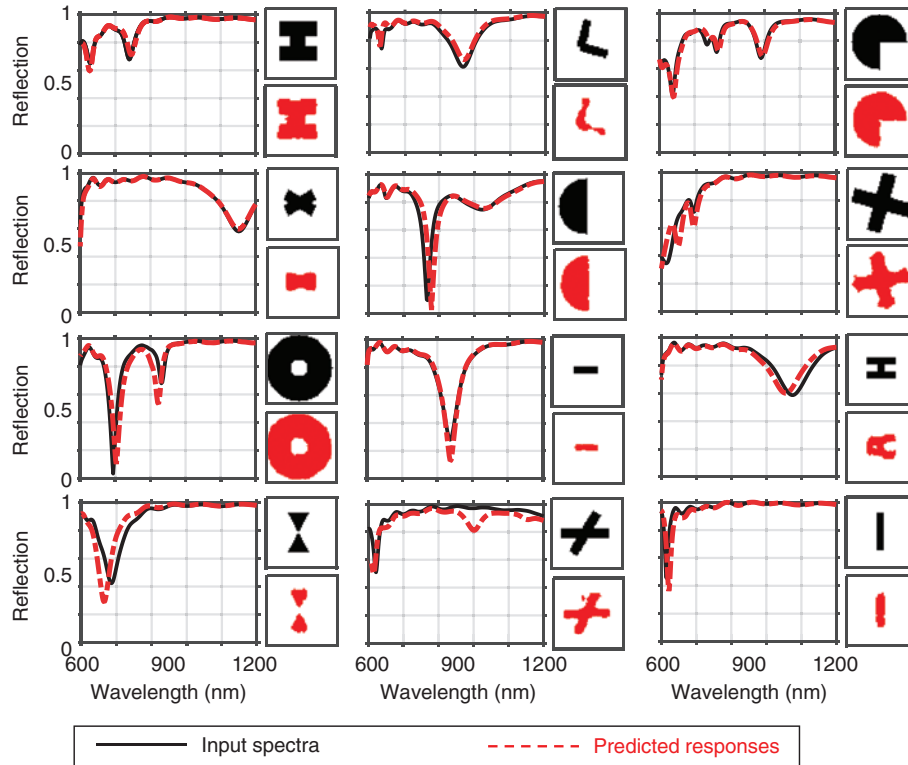 1
Reflection
0.5
0
1
Reflection
0.5
0
1
Reflection
0.5
0
1
Reflection
0.5
0
600 900 1200 600 900 1200 600 900 1200
Wavelength (nm) Wavelength (nm) Wavelength (nm)
Input spectra Predicted responses